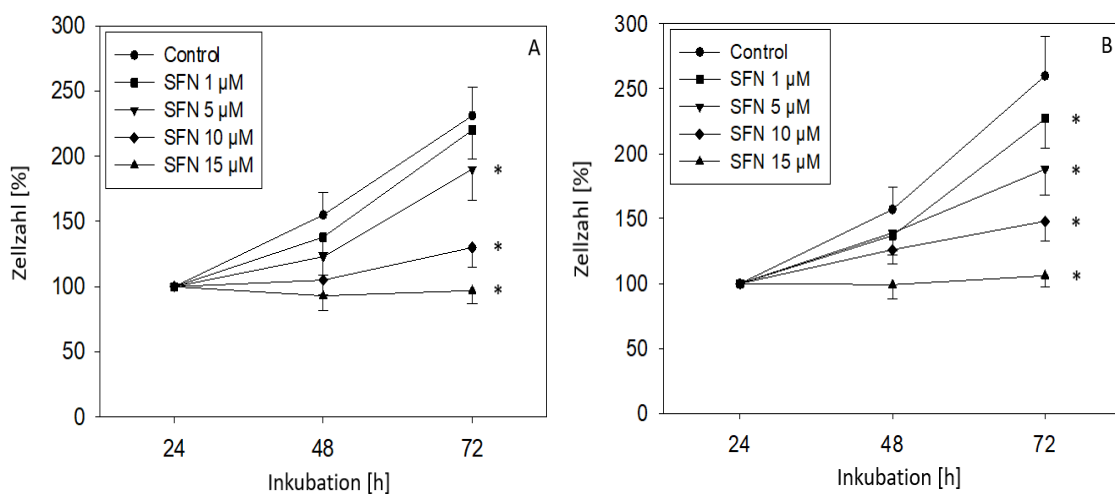 A
Control
SFN 1 µM
SFN 5 µM
SFN 10 µM
SFN 15 µM
Zellzahl [%]
300
250
200
150
100
50
0
*
*
*
24
48
72
Inkubation [h]
B
Control
SFN 1 µM
SFN 5 µM
SFN 10 µM
SFN 15 µM
Zellzahl [%]
300
250
200
150
100
50
0
*
*
*
*
24
48
72
Inkubation [h]